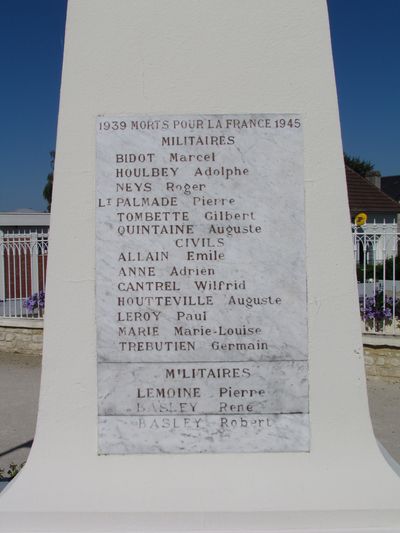 1939 MORTS POUR LA FRANCE 1945
MILITAIRES
BIDOT Marcel
HOULBEY Adolphe
NEYS Roger
LT PALMADE Pierre
TOMBETTE Gilbert
QUINTAINE Auguste
CIVILS
ALLAIN Emile
ANNE Adrien
CANTREL Wilfrid
HOUTTEVILLE Auguste
LEROY Paul
MARIE Marie-Louise
TREBUTIEN Germain
MILITAIRES
LEMOINE Pierre
BASLEY René
BASLEY Robert